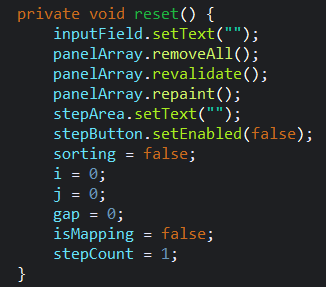 private void reset() {
inputField.setText("");
panelArray.removeAll();
panelArray.revalidate();
panelArray.repaint();
stepArea.setText("");
stepButton.setEnabled(false);
sorting = false;
i = 0;
j = 0;
gap = 0;
isMapping = false;
stepCount = 1;
}